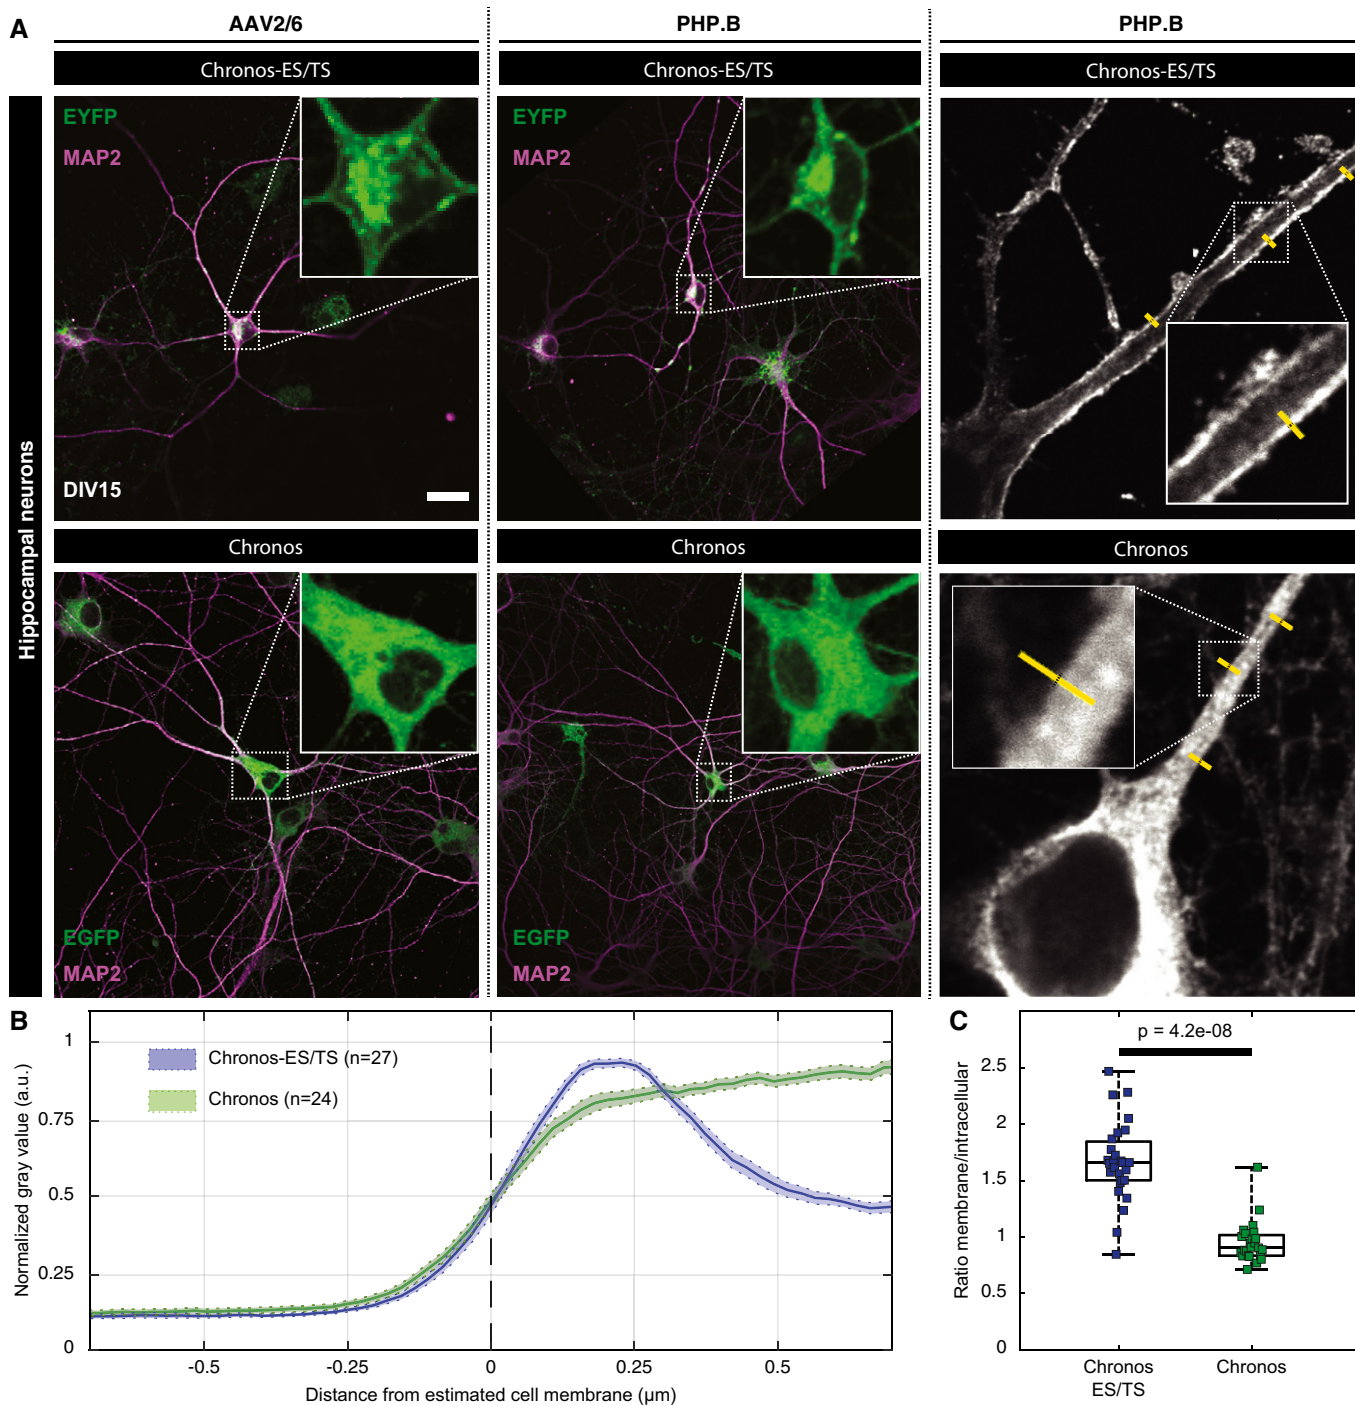 A
AAV2/6
PHP.B
PHP.B
Chronos-ES/TS
Chronos-ES/TS
Chronos-ES/TS
Hippocampal neurons
EYFP
MAP2
DIV15
EYFP
MAP2
Chronos
Chronos
Chronos
EGFP
MAP2
EGFP
MAP2
B
Normalized gray value (a.u.)
1
0.75
0.5
0.25
0
Chronos-ES/TS (n=27)
Chronos (n=24)
-0.5
-0.25
0
0.25
0.5
Distance from estimated cell membrane (µm)
C
p = 4.2e-08
Ratio membrane/intracellular
2.5
2
1.5
1
0.5
0
Chronos
ES/TS
Chronos